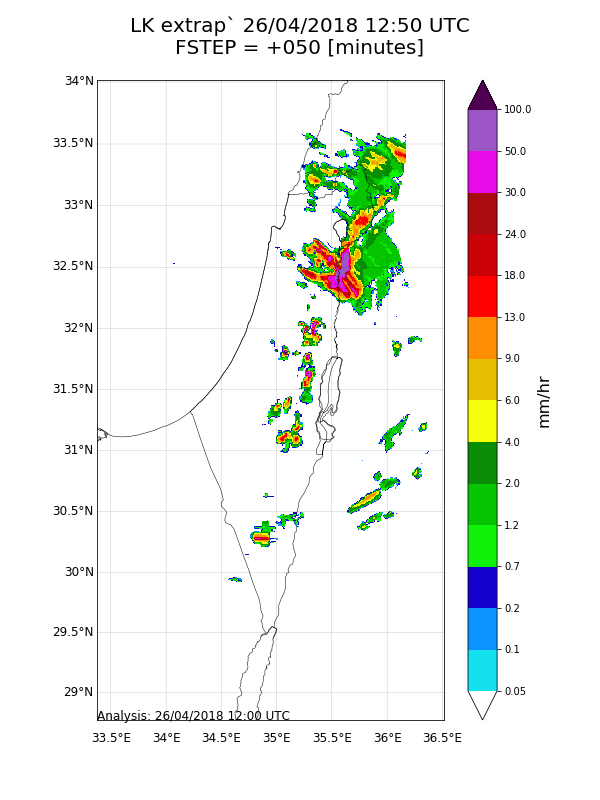 LK extrap` 26/04/2018 12:50 UTC
FSTEP = +050 [minutes]
34°N
33.5°N
33°N
32.5°N
32°N
31.5°N
31°N
30.5°N
30°N
29.5°N
29°N
Analysis: 26/04/2018 12:00 UTC
33.5°E 34°E 34.5°E 35°E 35.5°E 36°E 36.5°E
100.0
50.0
30.0
24.0
18.0
13.0
9.0
6.0
4.0
2.0
1.2
0.7
0.2
0.1
0.05
mm/hr